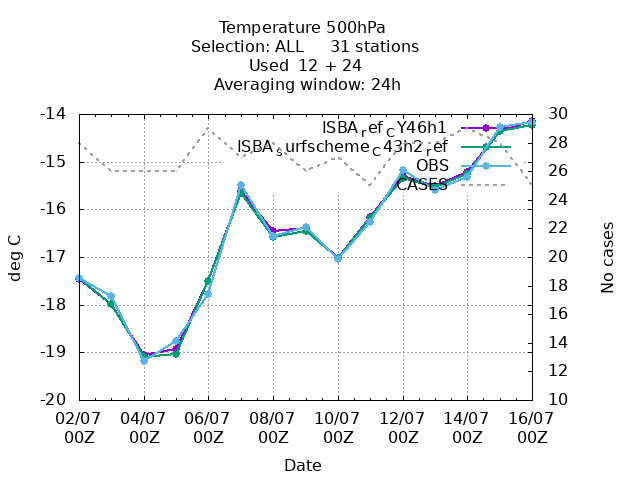 Temperature 500hPa
Selection: ALL 31 stations
Used 12 + 24
Averaging window: 24h
-14
-15
-16
-17
-18
-19
-20
deg C
30
28
26
24
22
20
18
16
14
12
10
No cases
ISBA_ref_CY46h1
ISBA_surfscheme_C43h2_ref
OBS
CASES
02/07 04/07 06/07 08/07 10/07 12/07 14/07 16/07
00Z 00Z 00Z 00Z 00Z 00Z 00Z 00Z
Date